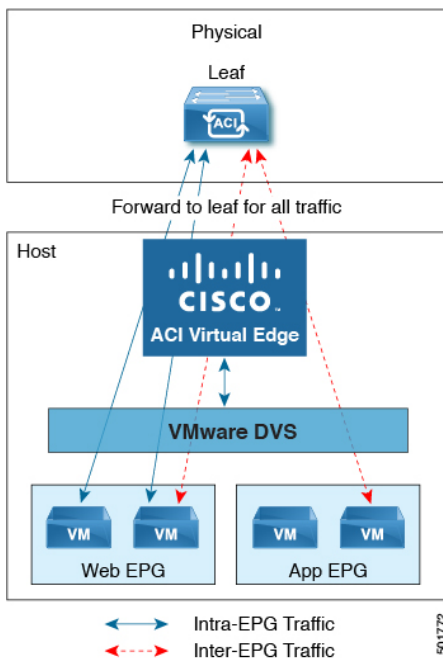 Physical
Leaf
ACI
Forward to leaf for all traffic
Host
CISCO
ACI Virtual Edge
VMware DVS
VM VM VM VM
Web EPG App EPG
Intra-EPG Traffic
Inter-EPG Traffic
501772